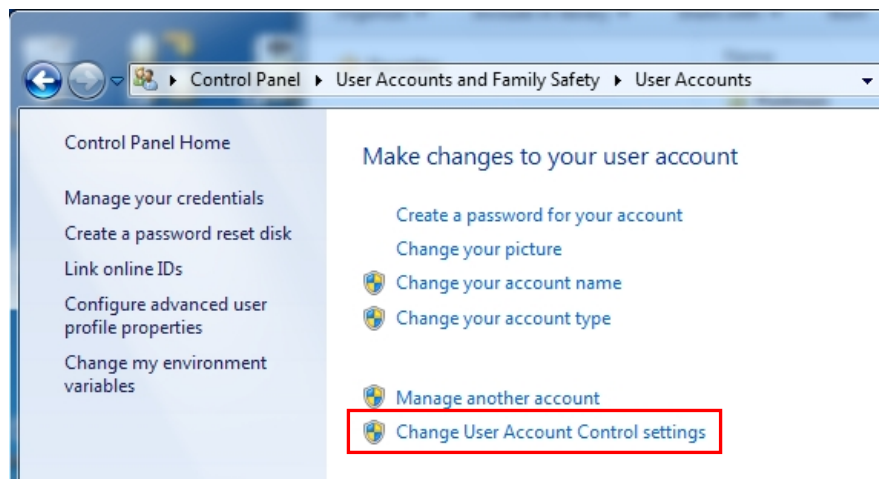 Control Panel ▸ User Accounts and Family Safety ▸ User Accounts
Control Panel Home
Manage your credentials
Create a password reset disk
Link online IDs
Configure advanced user
profile properties
Change my environment
variables
Make changes to your user account
Create a password for your account
Change your picture
Change your account name
Change your account type
Manage another account
Change User Account Control settings